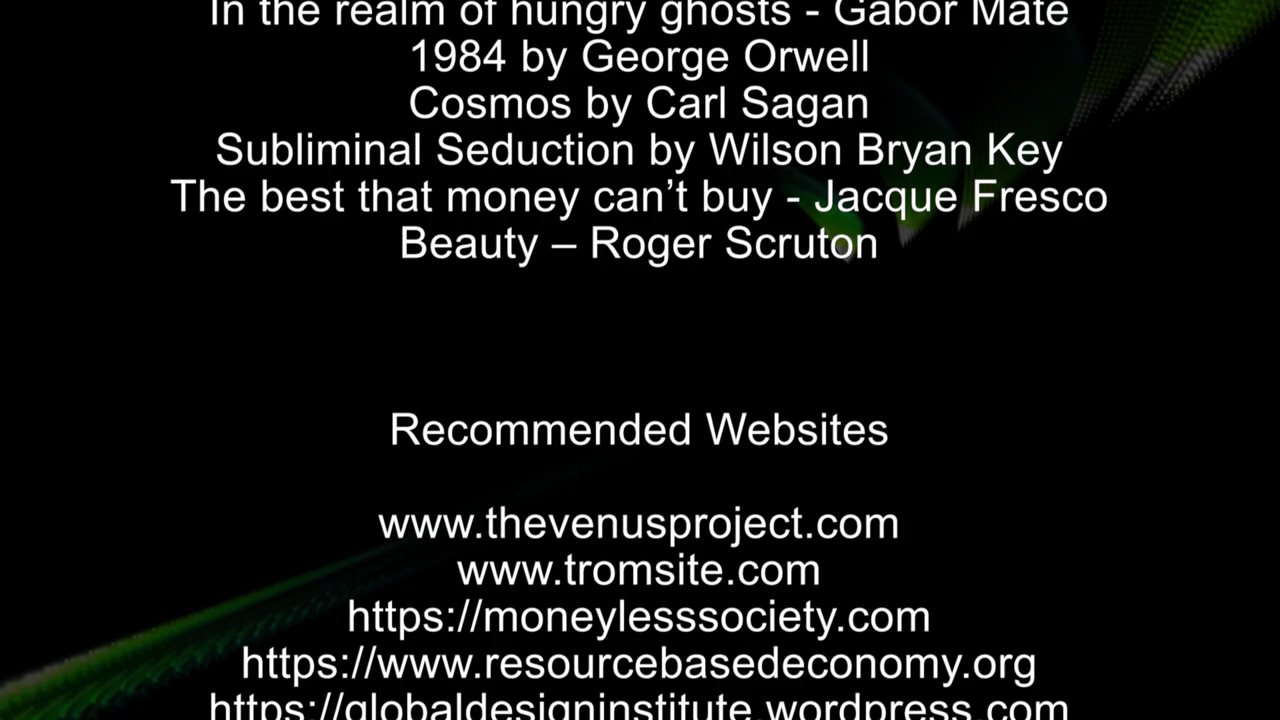 In the realm of hungry ghosts - Gabor Mate
1984 by George Orwell
Cosmos by Carl Sagan
Subliminal Seduction by Wilson Bryan Key
The best that money can’t buy - Jacque Fresco
Beauty – Roger Scruton
Recommended Websites
www.thevenusproject.com
www.tromsite.com
https://moneylesssociety.com
https://www.resourcebasedeconomy.org
https://globaldesigninstitute.wordpress.com